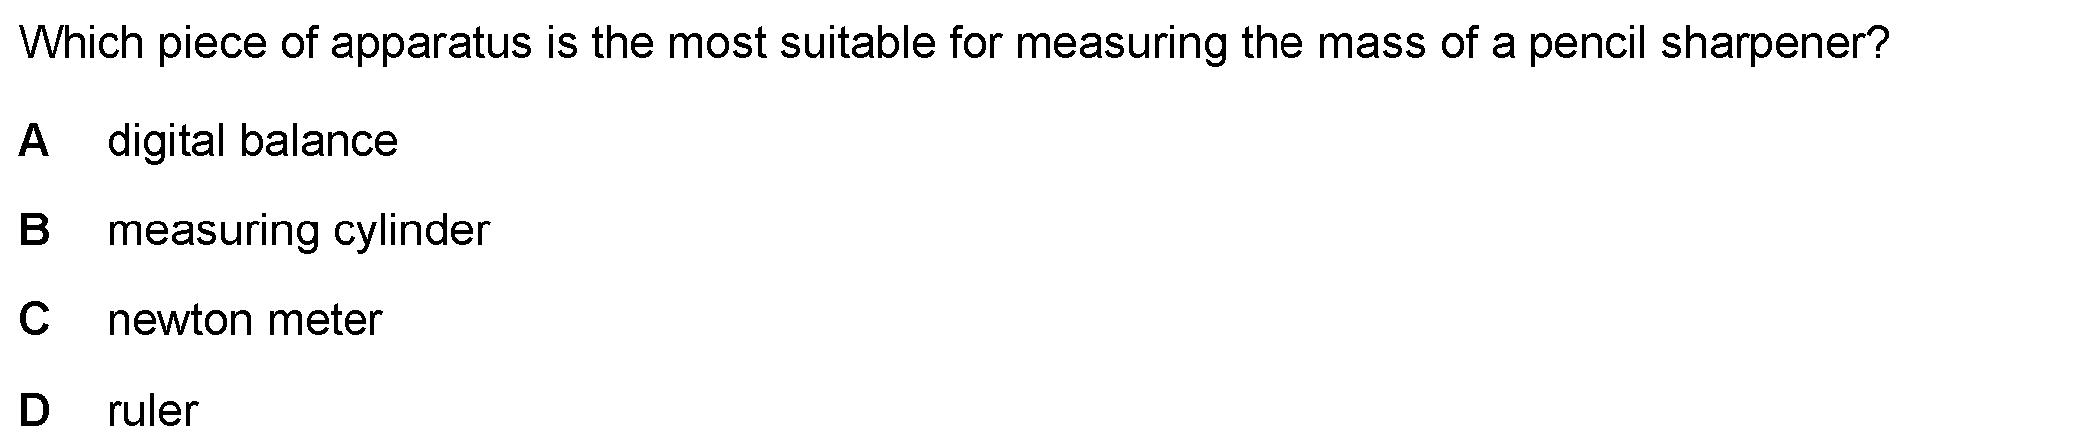 Which piece of apparatus is the most suitable for measuring the mass of a pencil sharpener?
A digital balance
B measuring cylinder
C newton meter
D ruler